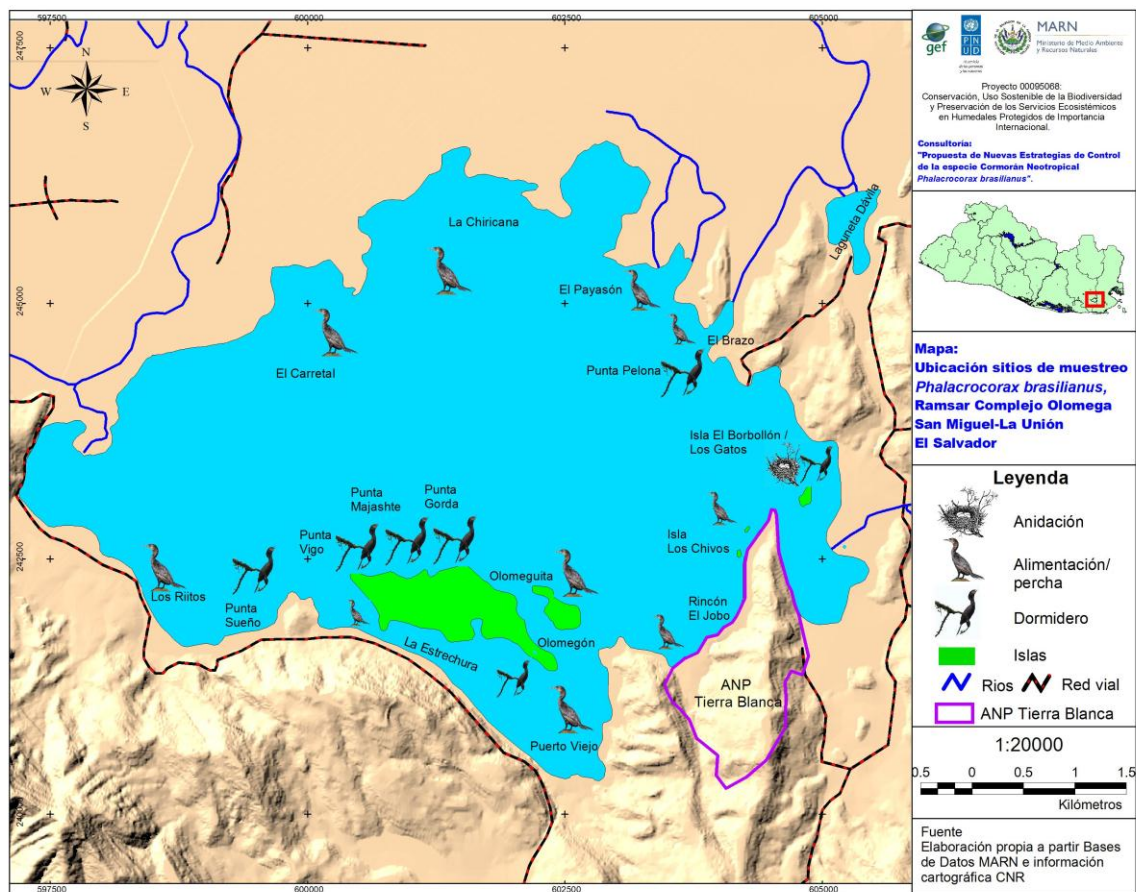 597500
600000
602500
605000
247500
245000
242500
240000
N
W
E
S
La Chiricana
El Carretal
El Payasón
El Brazo
Punta Pelona
Laguneta Dávila
Isla El Borbollón /
Los Gatos
Isla
Los Chivos
Punta
Majashte
Punta
Gorda
Punta
Vigo
Los Riitos
Punta
Sueño
Olomeguita
Olomegón
La Estrechura
Puerto Viejo
Rincón
El Jobo
ANP
Tierra Blanca
597500
600000
602500
605000
gef
PNUD
MARN
Ministerio de Medio Ambiente
y Recursos Naturales
Proyecto 00095068:
Conservación, Uso Sostenible de la Biodiversidad
y Preservación de los Servicios Ecosistémicos
en Humedales Protegidos de Importancia
Internacional.
Consultoría:
"Propuesta de Nuevas Estrategias de Control
de la especie Cormorán Neotropical
Phalacrocorax brasilianus".
Mapa:
Ubicación sitios de muestreo
Phalacrocorax brasilianus,
Ramsar Complejo Olomega
San Miguel-La Unión
El Salvador
Leyenda
Anidación
Alimentación/
percha
Dormidero
Islas
Rios
Red vial
ANP Tierra Blanca
1:20000
0.5 0 0.5 1 1.5
Kilómetros
Fuente
Elaboración propia a partir Bases
de Datos MARN e información
cartográfica CNR